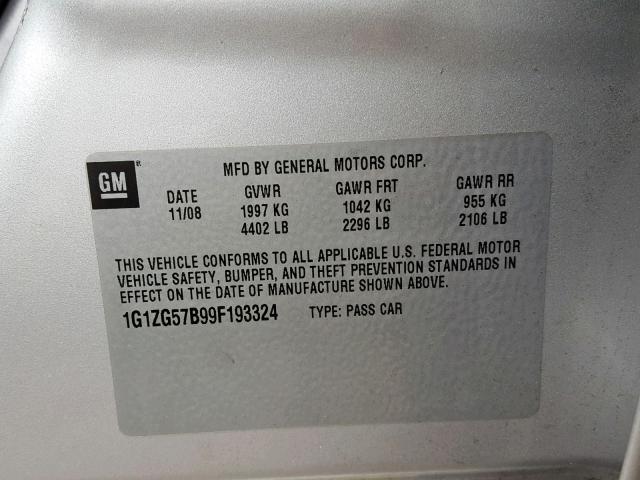 GM
MFD BY GENERAL MOTORS CORP.
DATE GVWR GAWR FRT GAWR RR
11/08 1997 KG 1042 KG 955 KG
4402 LB 2296 LB 2106 LB
THIS VEHICLE CONFORMS TO ALL APPLICABLE U.S. FEDERAL MOTOR
VEHICLE SAFETY, BUMPER, AND THEFT PREVENTION STANDARDS IN
EFFECT ON THE DATE OF MANUFACTURE SHOWN ABOVE.
1G1ZG57B99F193324 TYPE: PASS CAR